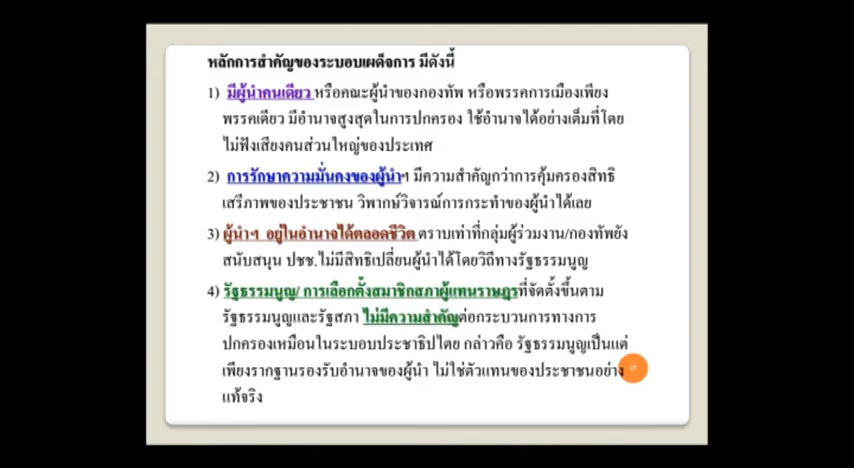 หลักการสำคัญของระบอบเผด็จการ มีดังนี้
1) มีผู้นำคนเดียว หรือคณะผู้นำของกองทัพ หรือพรรคการเมืองเพียง
พรรคเดียว มีอำนาจสูงสุดในการปกครอง ใช้อำนาจได้อย่างเต็มที่โดย
ไม่ฟังเสียงคนส่วนใหญ่ของประเทศ
2) การรักษาความมั่นคงของผู้นำฯ มีความสำคัญกว่าการคุ้มครองสิทธิ
เสรีภาพของประชาชน วิพากษ์วิจารณ์การกระทำของผู้นำได้เลย
3) ผู้นำฯ อยู่ในอำนาจได้ตลอดชีวิต ตราบเท่าที่กลุ่มผู้ร่วมงาน/กองทัพยัง
สนับสนุน ปชช.ไม่มีสิทธิเปลี่ยนผู้นำได้โดยวิถีทางรัฐธรรมนูญ
4) รัฐธรรมนูญ/ การเลือกตั้งสมาชิกสภาผู้แทนราษฎรที่จัดตั้งขึ้นตาม
รัฐธรรมนูญและรัฐสภา ไม่มีความสำคัญต่อกระบวนการทางการ
ปกครองเหมือนในระบอบประชาธิปไตย กล่าวคือ รัฐธรรมนูญเป็นแต่
เพียงรากฐานรองรับอำนาจของผู้นำ ไม่ใช่ตัวแทนของประชาชนอย่าง
แท้จริง
27